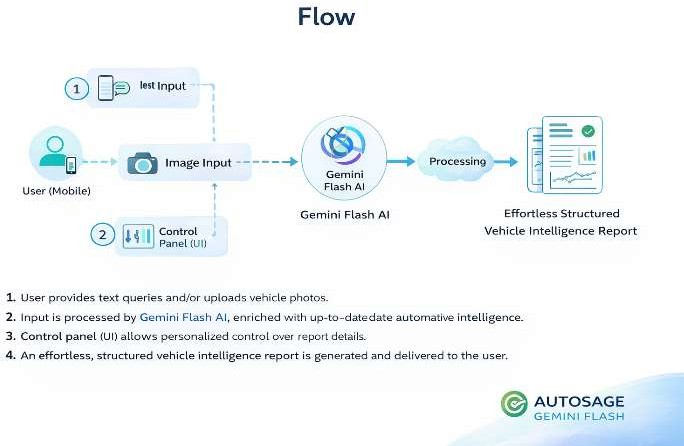 Flow
1
lest Input
Image Input
User (Mobile)
2
Control
Panel (UI)
Gemini
Flash AI
Gemini Flash AI
Processing
Effortless Structured
Vehicle Intelligence Report
1. User provides text queries and/or uploads vehicle photos.
2. Input is processed by Gemini Flash AI, enriched with up-to-datedate automotive intelligence.
3. Control panel (UI) allows personalized control over report details.
4. An effortless, structured vehicle intelligence report is generated and delivered to the user.
AUTOSAGE
GEMINI FLASH